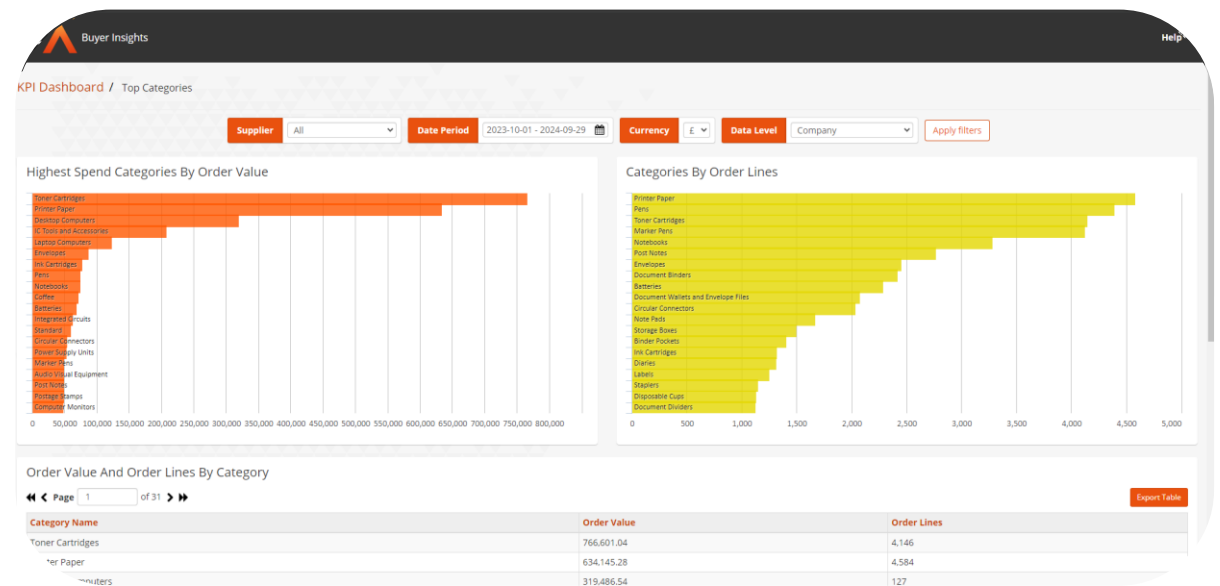 Buyer Insights
Help
KPI Dashboard / Top Categories
Supplier All Date Period 2023-10-01 - 2024-09-29 Currency £ Data Level Company Apply filters
Highest Spend Categories By Order Value
Toner Cartridges
Printer Paper
Desktop Computers
IC Tools and Accessories
Laptop Computers
Envelopes
Ink Cartridges
Pens
Notebooks
Coffee
Batteries
Integrated Circuits
Standard
Circular Connectors
Power Supply Units
Marker Pens
Audio Visual Equipment
Post Notes
Postage Stamps
Computer Monitors
0 50,000 100,000 150,000 200,000 250,000 300,000 350,000 400,000 450,000 500,000 550,000 600,000 650,000 700,000 750,000 800,000
Categories By Order Lines
Printer Paper
Pens
Toner Cartridges
Marker Pens
Notebooks
Post Notes
Envelopes
Document Binders
Batteries
Document Wallets and Envelope Files
Circular Connectors
Note Pads
Storage Boxes
Binder Pockets
Ink Cartridges
Diaries
Labels
Staplers
Disposable Cups
Document Dividers
0 500 1,000 1,500 2,000 2,500 3,000 3,500 4,000 4,500 5,000
Order Value And Order Lines By Category
Page 1 of 31
Export Table
Category Name Order Value Order Lines
Toner Cartridges 766,601.04 4,146
Paper 634,145.28 4,584
319,486.54 127